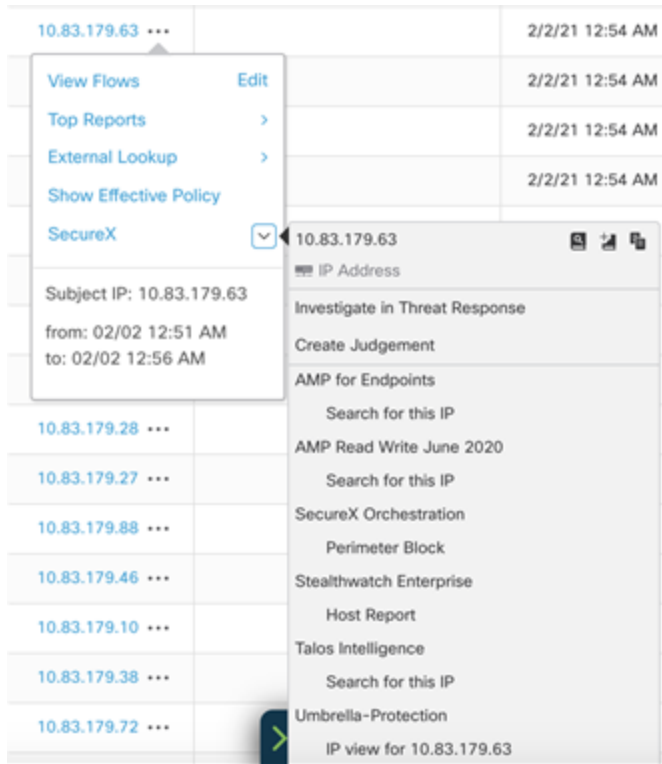 10.83.179.63 ••• 2/2/21 12:54 AM
View Flows Edit
2/2/21 12:54 AM
Top Reports >
2/2/21 12:54 AM
External Lookup >
Show Effective Policy
2/2/21 12:54 AM
SecureX
Subject IP: 10.83.179.63
from: 02/02 12:51 AM
to: 02/02 12:56 AM
10.83.179.63
IP Address
Investigate in Threat Response
Create Judgement
AMP for Endpoints
Search for this IP
AMP Read Write June 2020
Search for this IP
SecureX Orchestration
Perimeter Block
Stealthwatch Enterprise
Host Report
Talos Intelligence
Search for this IP
Umbrella-Protection
IP view for 10.83.179.63
10.83.179.28 •••
10.83.179.27 •••
10.83.179.88 •••
10.83.179.46 •••
10.83.179.10 •••
10.83.179.38 •••
10.83.179.72 •••